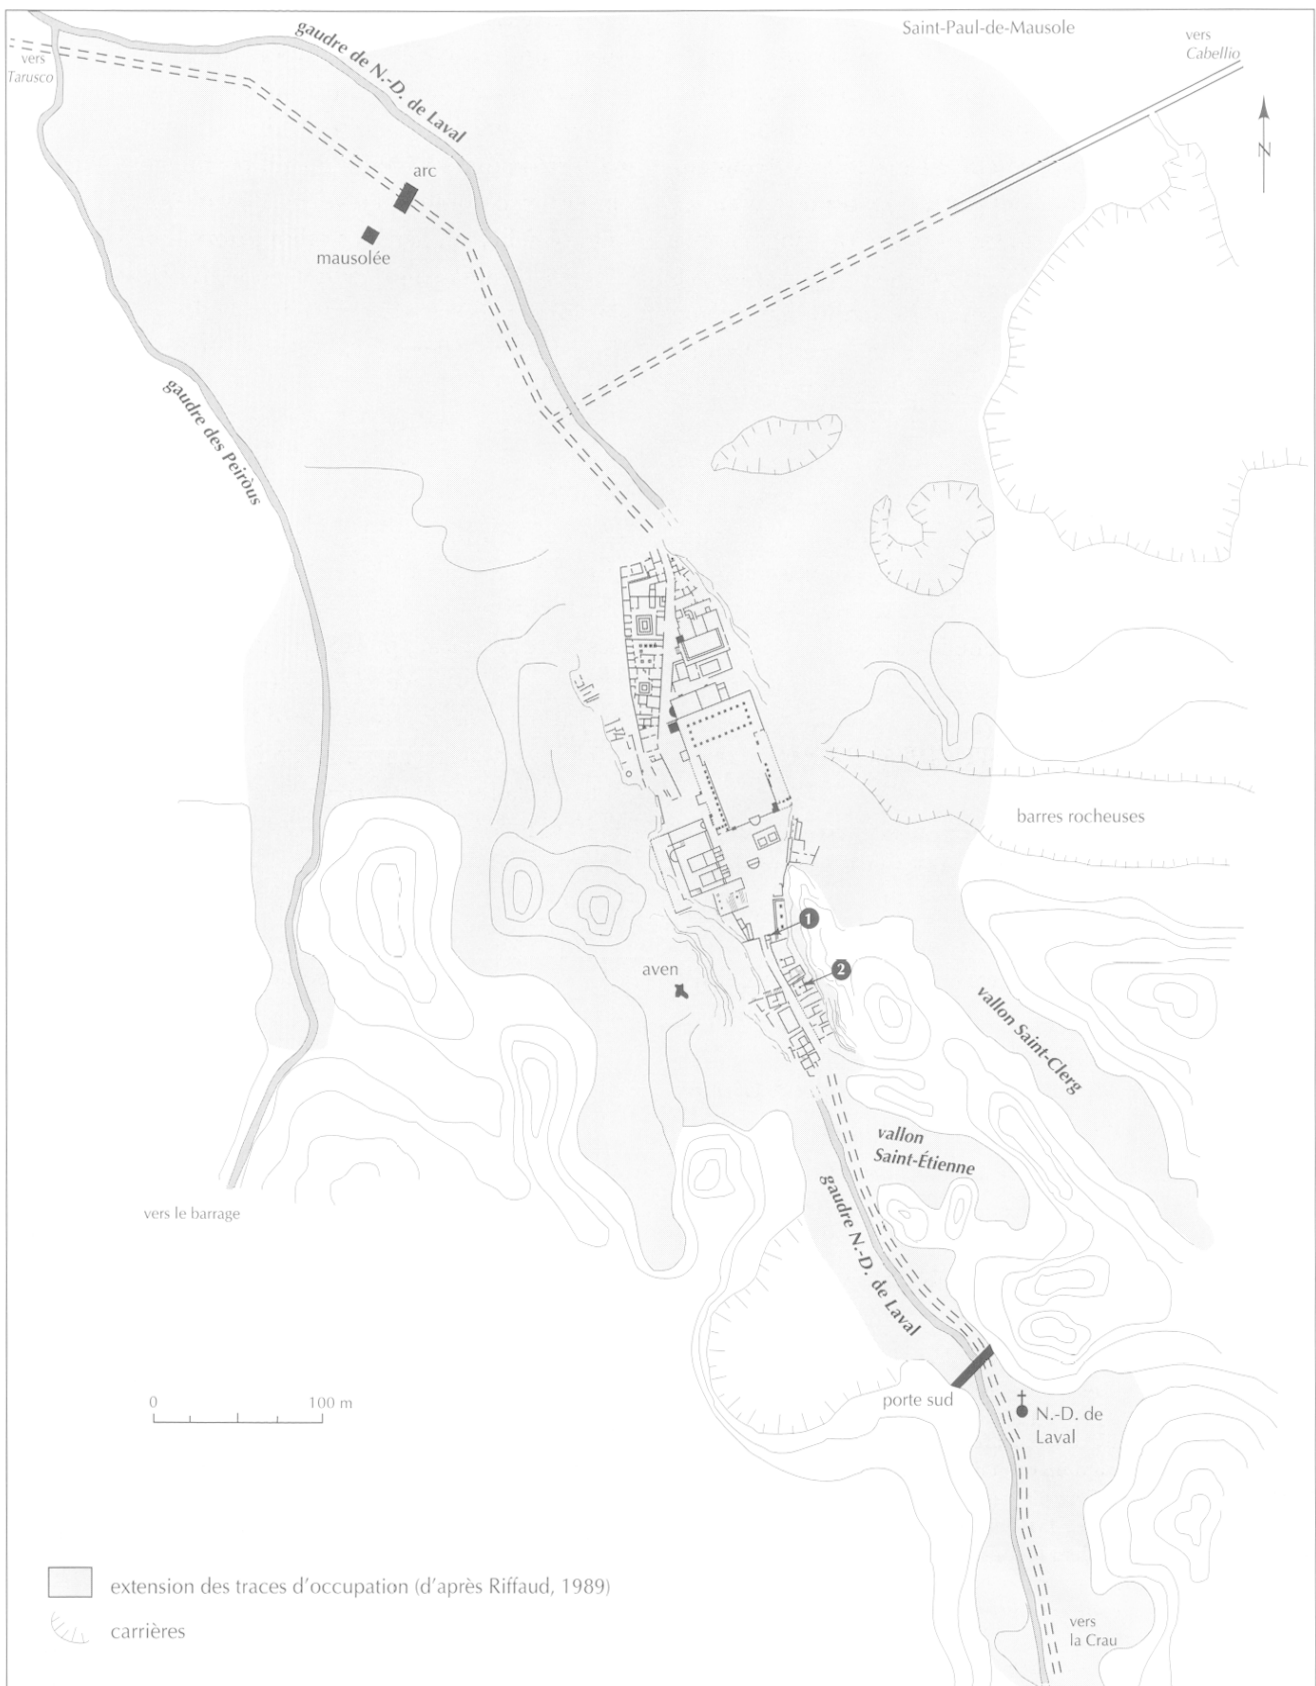 Saint-Paul-de-Mausole
vers
Cabellio
vers
Tarusco
gaudre de N.-D. de Laval
N
arc
mausolée
gaudre des Peiròus
barres rocheuses
1
2
aven
vallon Saint-Clerg
vallon
Saint-Étienne
gaudre N.-D. de Laval
vers le barrage
0 100 m
porte sud
N.-D. de
Laval
extension des traces d'occupation (d'après Riffaud, 1989)
carrières
vers
la Crau